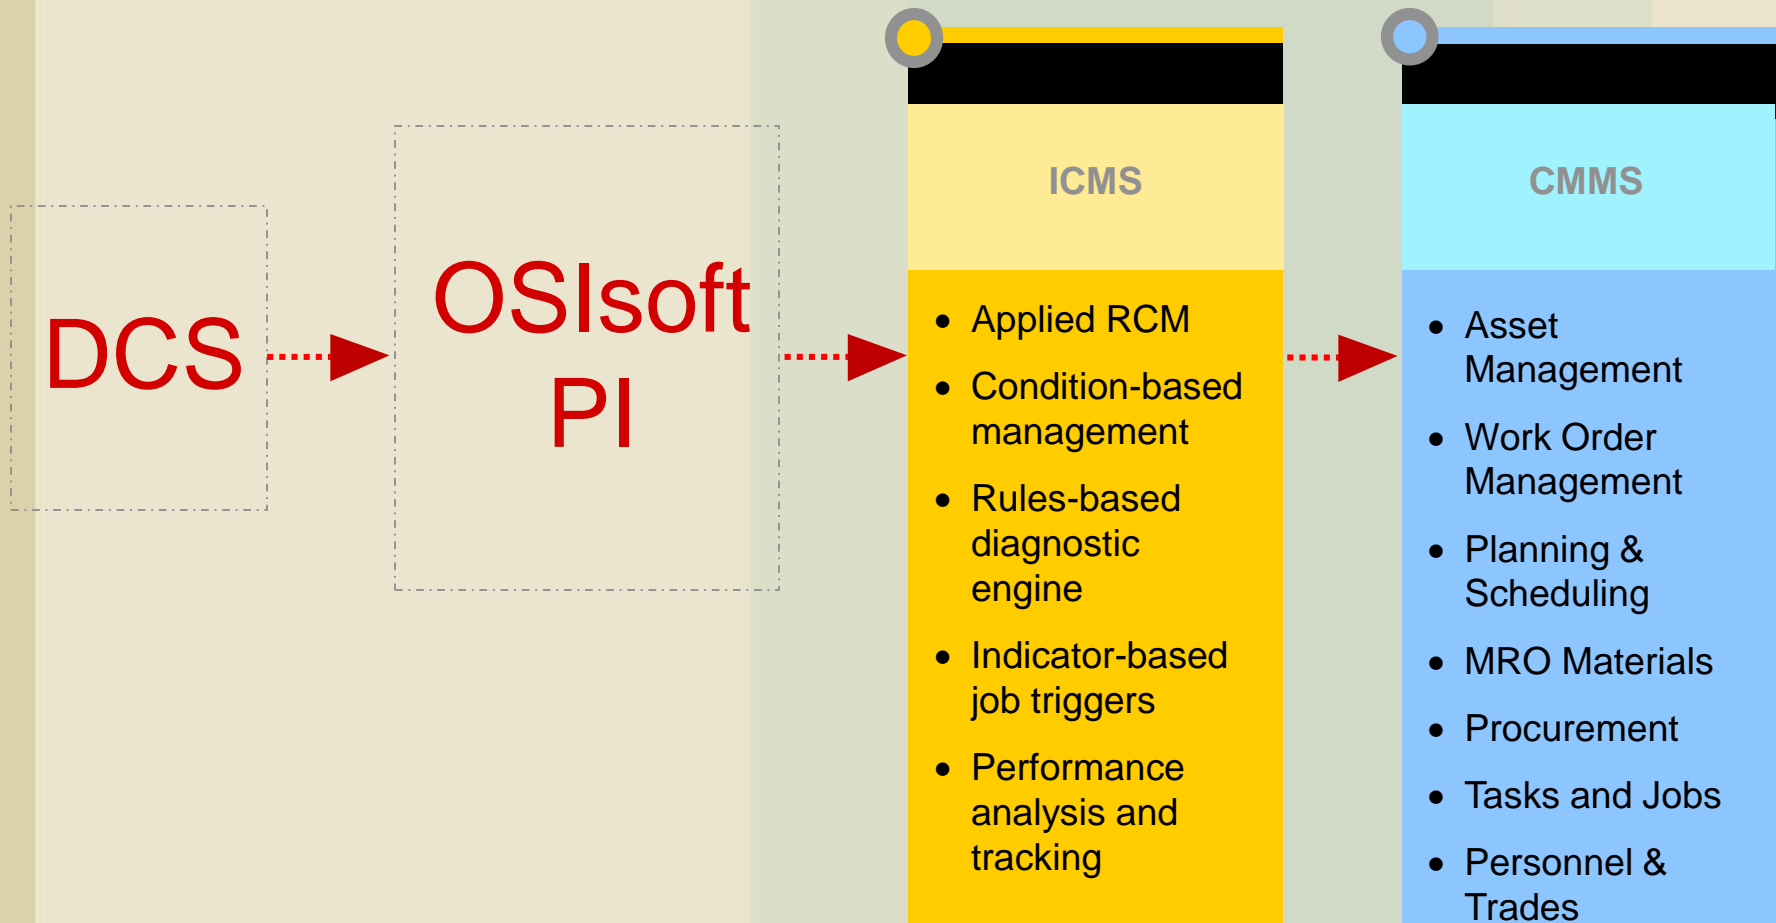 DCS
OSIsoft
PI
ICMS
• Applied RCM
• Condition-based
management
• Rules-based
diagnostic
engine
• Indicator-based
job triggers
• Performance
analysis and
tracking
CMMS
• Asset
Management
• Work Order
Management
• Planning &
Scheduling
• MRO Materials
• Procurement
• Tasks and Jobs
• Personnel &
Trades